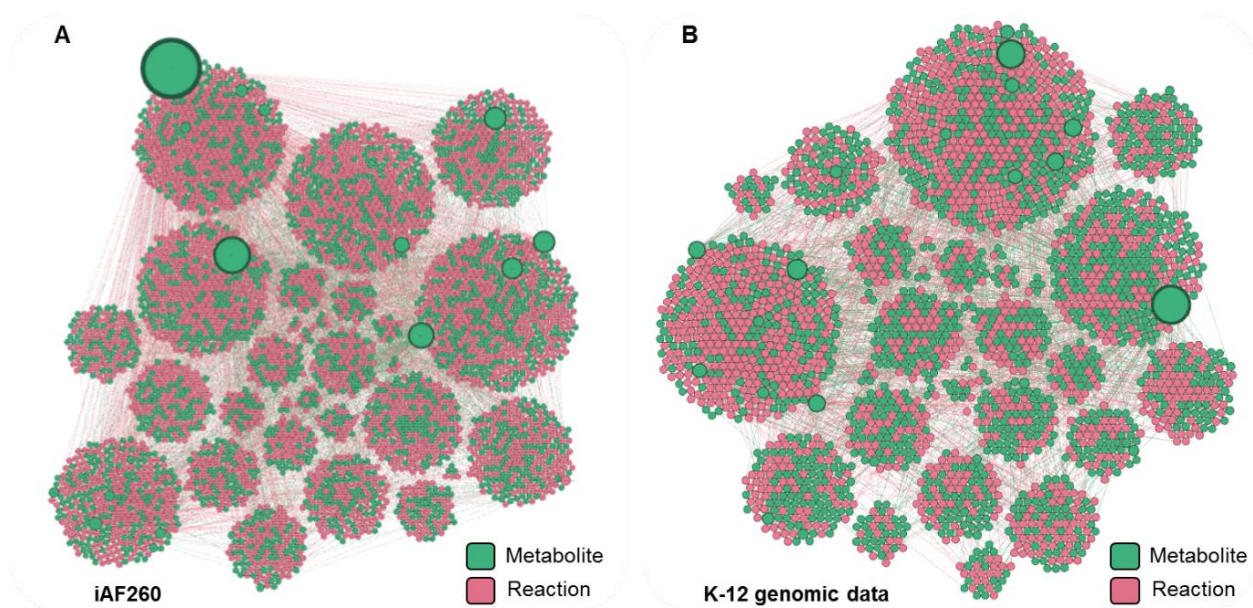 A
Metabolite
Reaction
iAF260
B
Metabolite
Reaction
K-12 genomic data